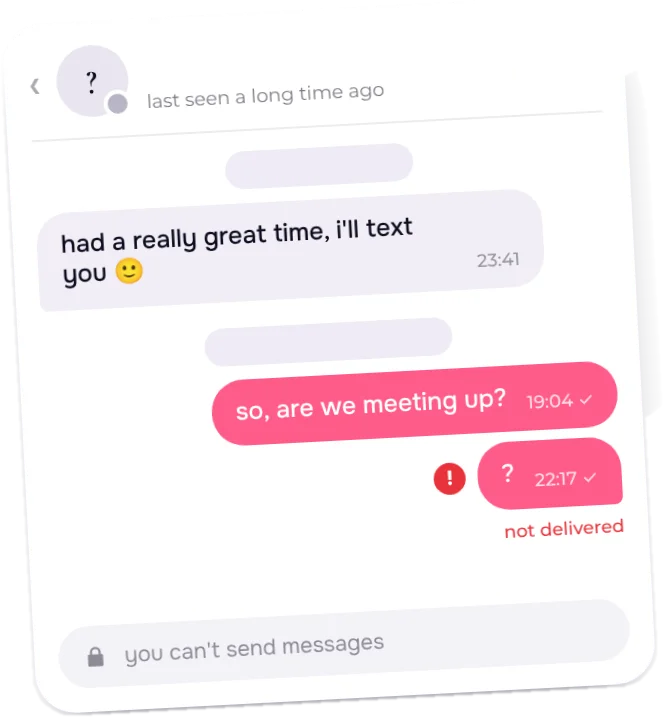 ?
last seen a long time ago
had a really great time, i'll text
you 🙂
23:41
so, are we meeting up? 19:04 ✓
! ? 22:17 ✓
not delivered
you can't send messages